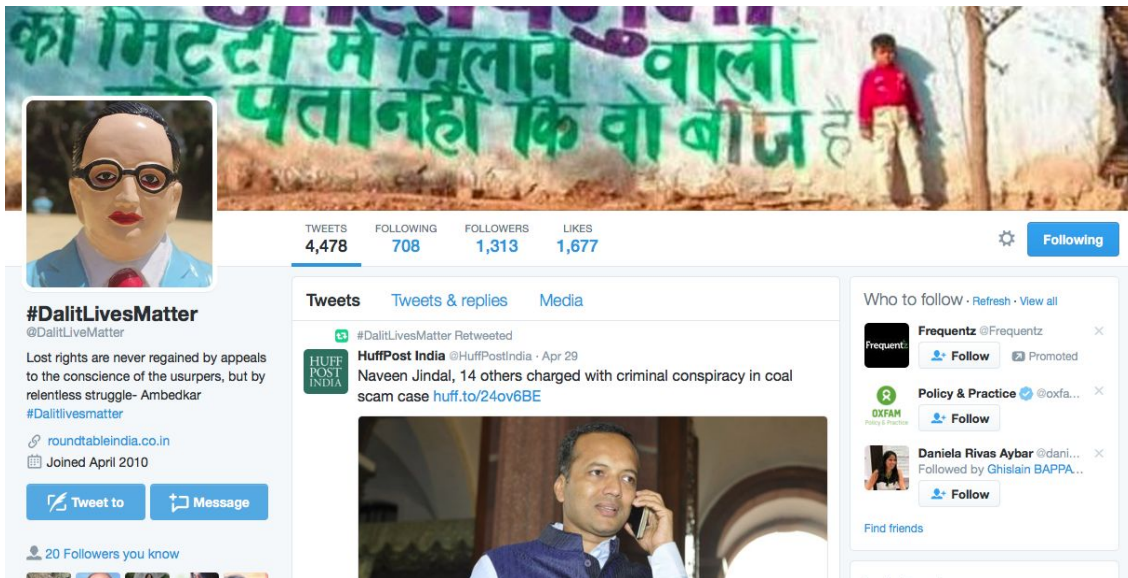 को मिट्टी में मिलाने वालों
पता नहीं कि वो बीज है
TWEETS
4,478
FOLLOWING
708
FOLLOWERS
1,313
LIKES
1,677
Following
#DalitLivesMatter
@DalitLiveMatter
Lost rights are never regained by appeals
to the conscience of the usurpers, but by
relentless struggle- Ambedkar
#Dalitlivesmatter
roundtableindia.co.in
Joined April 2010
Tweet to
Message
20 Followers you know
Tweets Tweets & replies Media
#DalitLivesMatter Retweeted
HUFF
POST
INDIA
HuffPost India @HuffPostIndia · Apr 29
Naveen Jindal, 14 others charged with criminal conspiracy in coal
scam case huff.to/24ov6BE
Who to follow · Refresh · View all
Frequentz
Frequentz @Frequentz
Follow Promoted
OXFAM
Policy & Practice
Policy & Practice @oxfa...
Follow
Daniela Rivas Aybar @dani...
Followed by Ghislain BAPPA...
Follow
Find friends